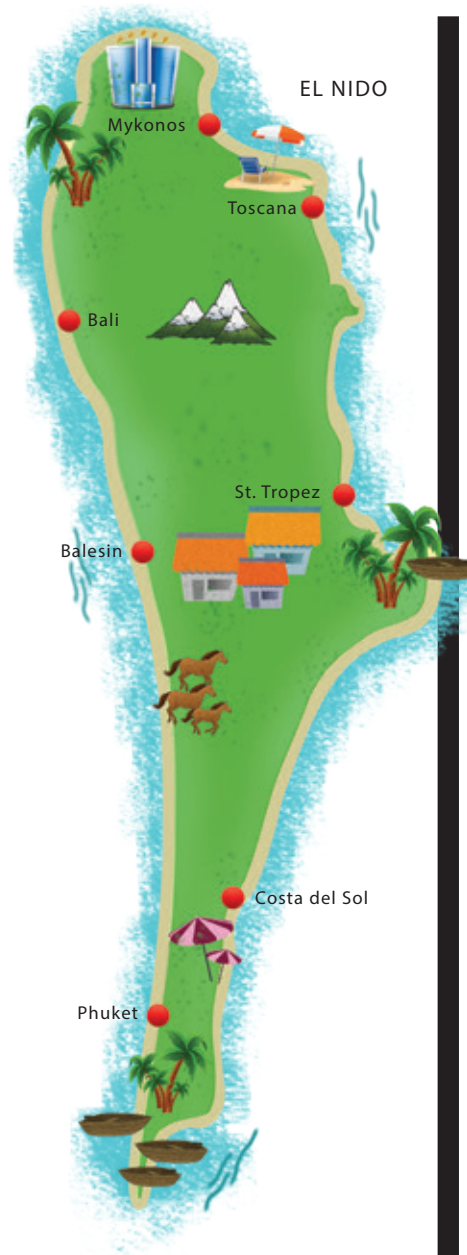 EL NIDO
Mykonos
Toscana
Bali
St. Tropez
Balesin
Costa del Sol
Phuket